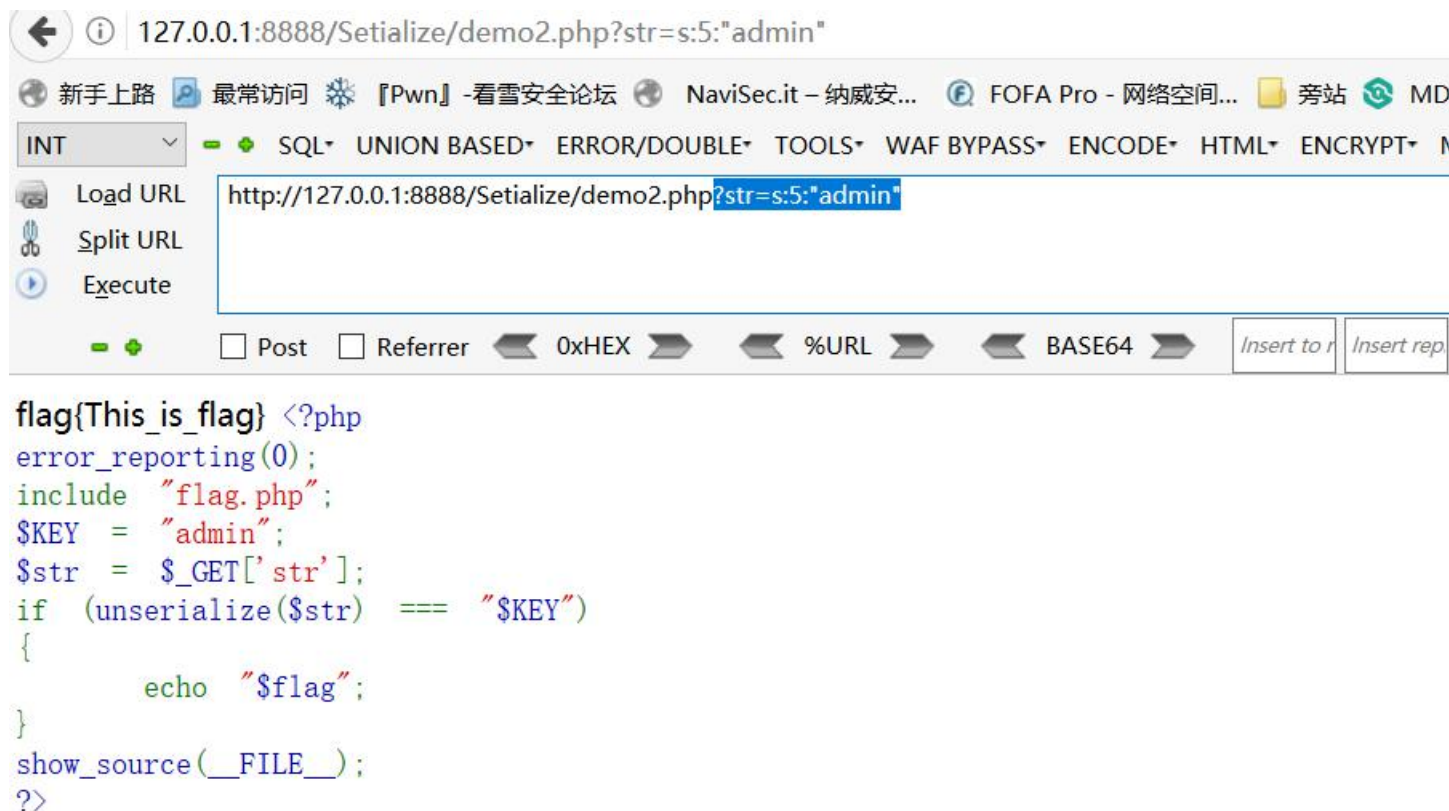 127.0.0.1:8888/Setialize/demo2.php?str=s:5:"admin"
新手上路 最常访问 『Pwn』-看雪安全论坛 NaviSec.it – 纳威安... FOFA Pro - 网络空间... 旁站 MD
INT SQL UNION BASED ERROR/DOUBLE TOOLS WAF BYPASS ENCODE HTML ENCRYPT
Load URL http://127.0.0.1:8888/Setialize/demo2.php?str=s:5:"admin"
Split URL
Execute
Post Referrer 0xHEX %URL BASE64 Insert to r Insert rep.
flag{This_is_flag} <?php
error_reporting(0);
include "flag.php";
$KEY = "admin";
$str = $_GET['str'];
if (unserialize($str) === "$KEY")
{
echo "$flag";
}
show_source(__FILE__);
?>